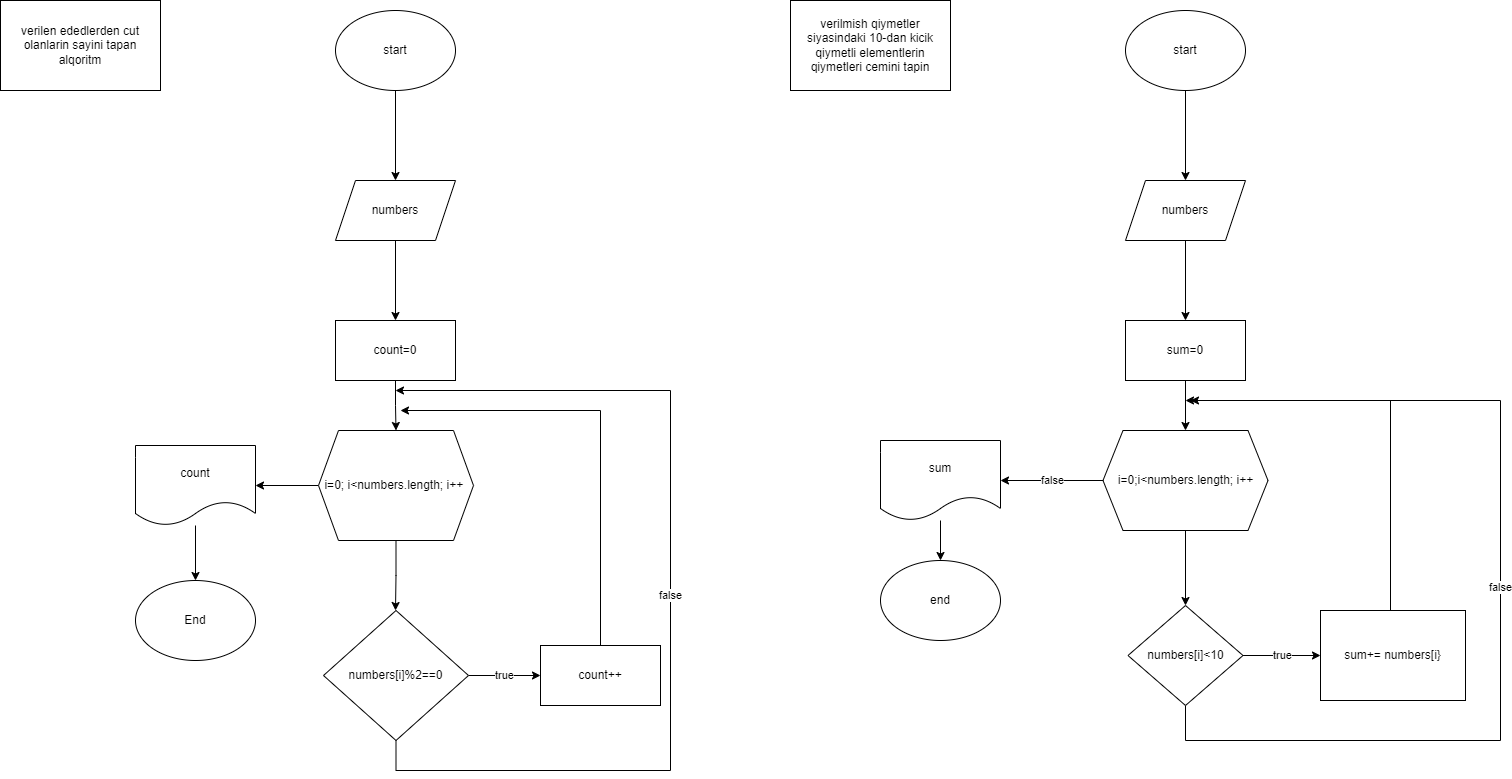 verilen ededlerden cut
olanlarin sayini tapan
alqoritm
start
numbers
count=0
i=0; i<numbers.length; i++
count
End
numbers[i]%2==0
true
count++
false
verilmish qiymetler
siyasindaki 10-dan kicik
qiymetli elementlerin
qiymetleri cemini tapin
start
numbers
sum=0
i=0;i<numbers.length; i++
false
sum
end
numbers[i]<10
true
sum+= numbers[i}
false